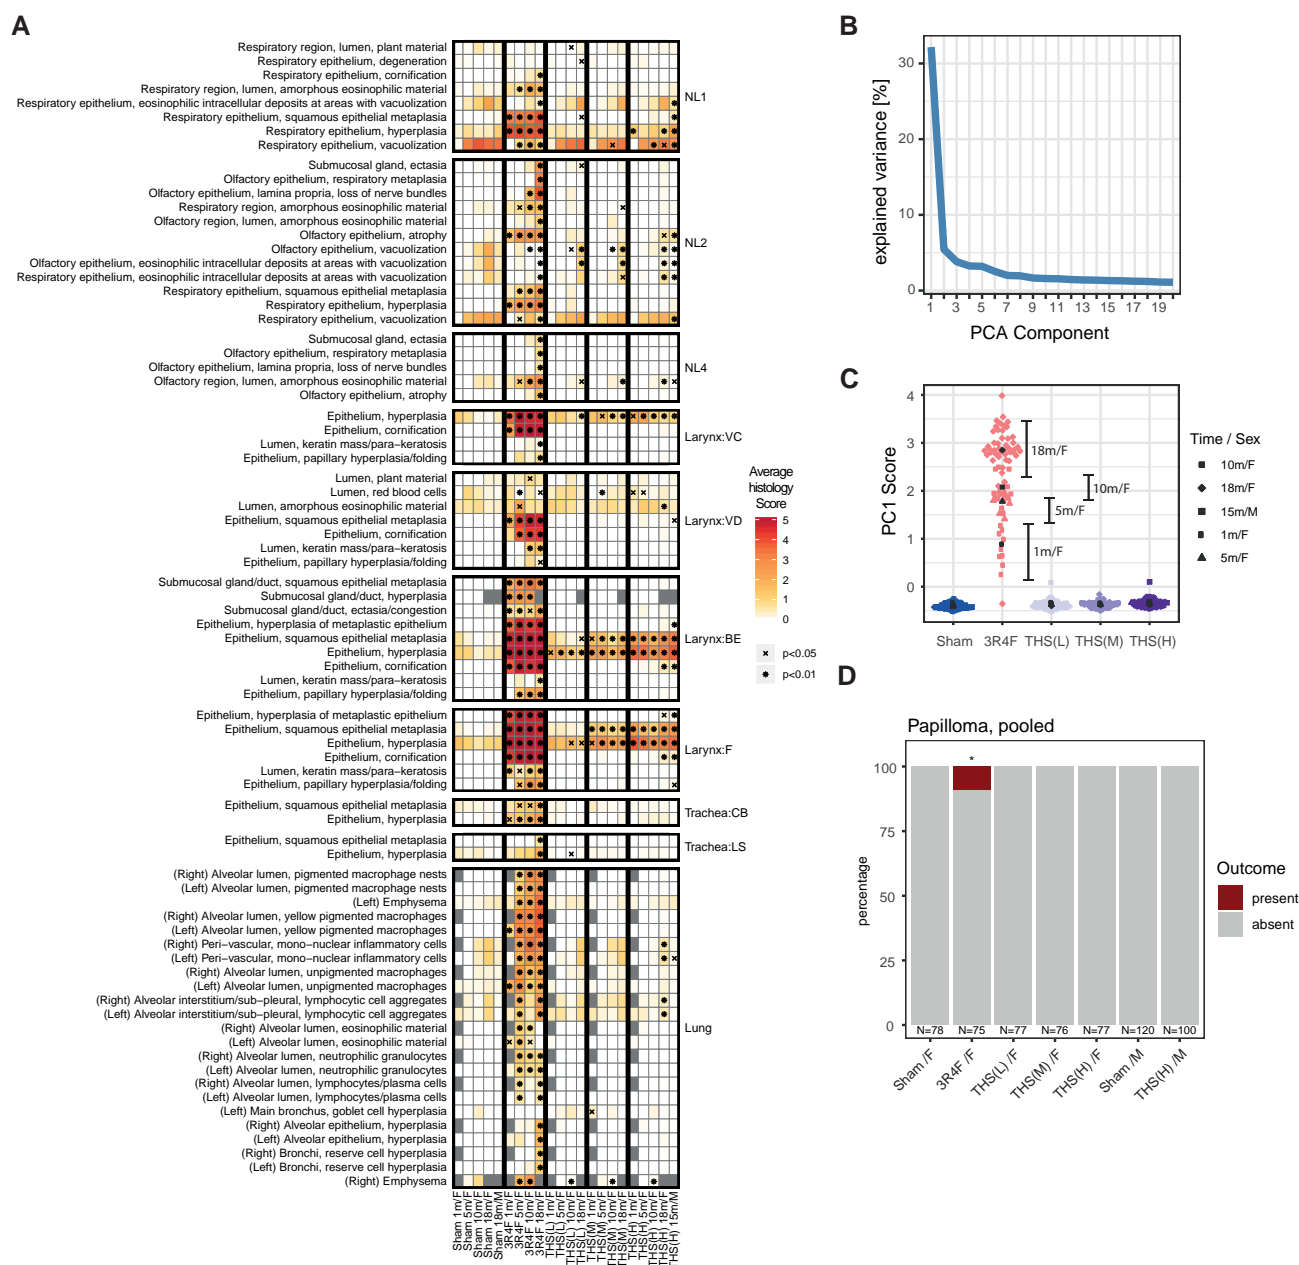 A
Respiratory region, lumen, plant material
Respiratory epithelium, degeneration
Respiratory epithelium, cornification
Respiratory region, lumen, amorphous eosinophilic material
Respiratory epithelium, eosinophilic intracellular deposits at areas with vacuolization
Respiratory epithelium, squamous epithelial metaplasia
Respiratory epithelium, hyperplasia
Respiratory epithelium, vacuolization
NL1
Submucosal gland, ectasia
Olfactory epithelium, respiratory metaplasia
Olfactory epithelium, lamina propria, loss of nerve bundles
Respiratory region, amorphous eosinophilic material
Olfactory region, lumen, amorphous eosinophilic material
Olfactory epithelium, atrophy
Olfactory epithelium, vacuolization
Olfactory epithelium, eosinophilic intracellular deposits at areas with vacuolization
Respiratory epithelium, eosinophilic intracellular deposits at areas with vacuolization
Respiratory epithelium, squamous epithelial metaplasia
Respiratory epithelium, hyperplasia
Respiratory epithelium, vacuolization
NL2
Submucosal gland, ectasia
Olfactory epithelium, respiratory metaplasia
Olfactory epithelium, lamina propria, loss of nerve bundles
Olfactory region, lumen, amorphous eosinophilic material
Olfactory epithelium, atrophy
NL4
Epithelium, hyperplasia
Epithelium, cornification
Lumen, keratin mass/para−keratosis
Epithelium, papillary hyperplasia/folding
Larynx:VC
Lumen, plant material
Lumen, red blood cells
Lumen, amorphous eosinophilic material
Epithelium, squamous epithelial metaplasia
Epithelium, cornification
Lumen, keratin mass/para−keratosis
Epithelium, papillary hyperplasia/folding
Larynx:VD
Submucosal gland/duct, squamous epithelial metaplasia
Submucosal gland/duct, hyperplasia
Submucosal gland/duct, ectasia/congestion
Epithelium, hyperplasia of metaplastic epithelium
Epithelium, squamous epithelial metaplasia
Epithelium, hyperplasia
Epithelium, cornification
Lumen, keratin mass/para−keratosis
Epithelium, papillary hyperplasia/folding
Larynx:BE
Epithelium, hyperplasia of metaplastic epithelium
Epithelium, squamous epithelial metaplasia
Epithelium, hyperplasia
Epithelium, cornification
Lumen, keratin mass/para−keratosis
Epithelium, papillary hyperplasia/folding
Larynx:F
Epithelium, squamous epithelial metaplasia
Epithelium, hyperplasia
Trachea:CB
Epithelium, squamous epithelial metaplasia
Epithelium, hyperplasia
Trachea:LS
(Right) Alveolar lumen, pigmented macrophage nests
(Left) Alveolar lumen, pigmented macrophage nests
(Left) Emphysema
(Right) Alveolar lumen, yellow pigmented macrophages
(Left) Alveolar lumen, yellow pigmented macrophages
(Right) Peri−vascular, mono−nuclear inflammatory cells
(Left) Peri−vascular, mono−nuclear inflammatory cells
(Right) Alveolar lumen, unpigmented macrophages
(Left) Alveolar lumen, unpigmented macrophages
(Right) Alveolar interstitium/sub−pleural, lymphocytic cell aggregates
(Left) Alveolar interstitium/sub−pleural, lymphocytic cell aggregates
(Right) Alveolar lumen, eosinophilic material
(Left) Alveolar lumen, eosinophilic material
(Right) Alveolar lumen, neutrophilic granulocytes
(Left) Alveolar lumen, neutrophilic granulocytes
(Right) Alveolar lumen, lymphocytes/plasma cells
(Left) Alveolar lumen, lymphocytes/plasma cells
(Left) Main bronchus, goblet cell hyperplasia
(Right) Alveolar epithelium, hyperplasia
(Left) Alveolar epithelium, hyperplasia
(Right) Bronchi, reserve cell hyperplasia
(Left) Bronchi, reserve cell hyperplasia
(Right) Emphysema
Lung
Sham 1m/F
Sham 5m/F
Sham 10m/F
Sham 18m/F
Sham 18m/M
3R4F 1m/F
3R4F 5m/F
3R4F 10m/F
3R4F 18m/F
THS(L) 1m/F
THS(L) 5m/F
THS(L) 10m/F
THS(L) 18m/F
THS(M) 1m/F
THS(M) 5m/F
THS(M) 10m/F
THS(M) 18m/F
THS(H) 1m/F
THS(H) 5m/F
THS(H) 10m/F
THS(H) 18m/F
THS(H) 15m/M
Average
histology
Score
5
4
3
2
1
0
p<0.05
p<0.01
B
explained variance [%]
30
20
10
0
1 3 5 7 9 11 13 15 17 19
PCA Component
C
PC1 Score
4
3
2
1
0
18m/F
10m/F
5m/F
1m/F
Sham 3R4F THS(L) THS(M) THS(H)
Time / Sex
10m/F
18m/F
15m/M
1m/F
5m/F
D
Papilloma, pooled
percentage
100
75
50
25
0
*
N=78 N=75 N=77 N=76 N=77 N=120 N=100
Sham /F
3R4F /F
THS(L) /F
THS(M) /F
THS(H) /F
Sham /M
THS(H) /M
Outcome
present
absent